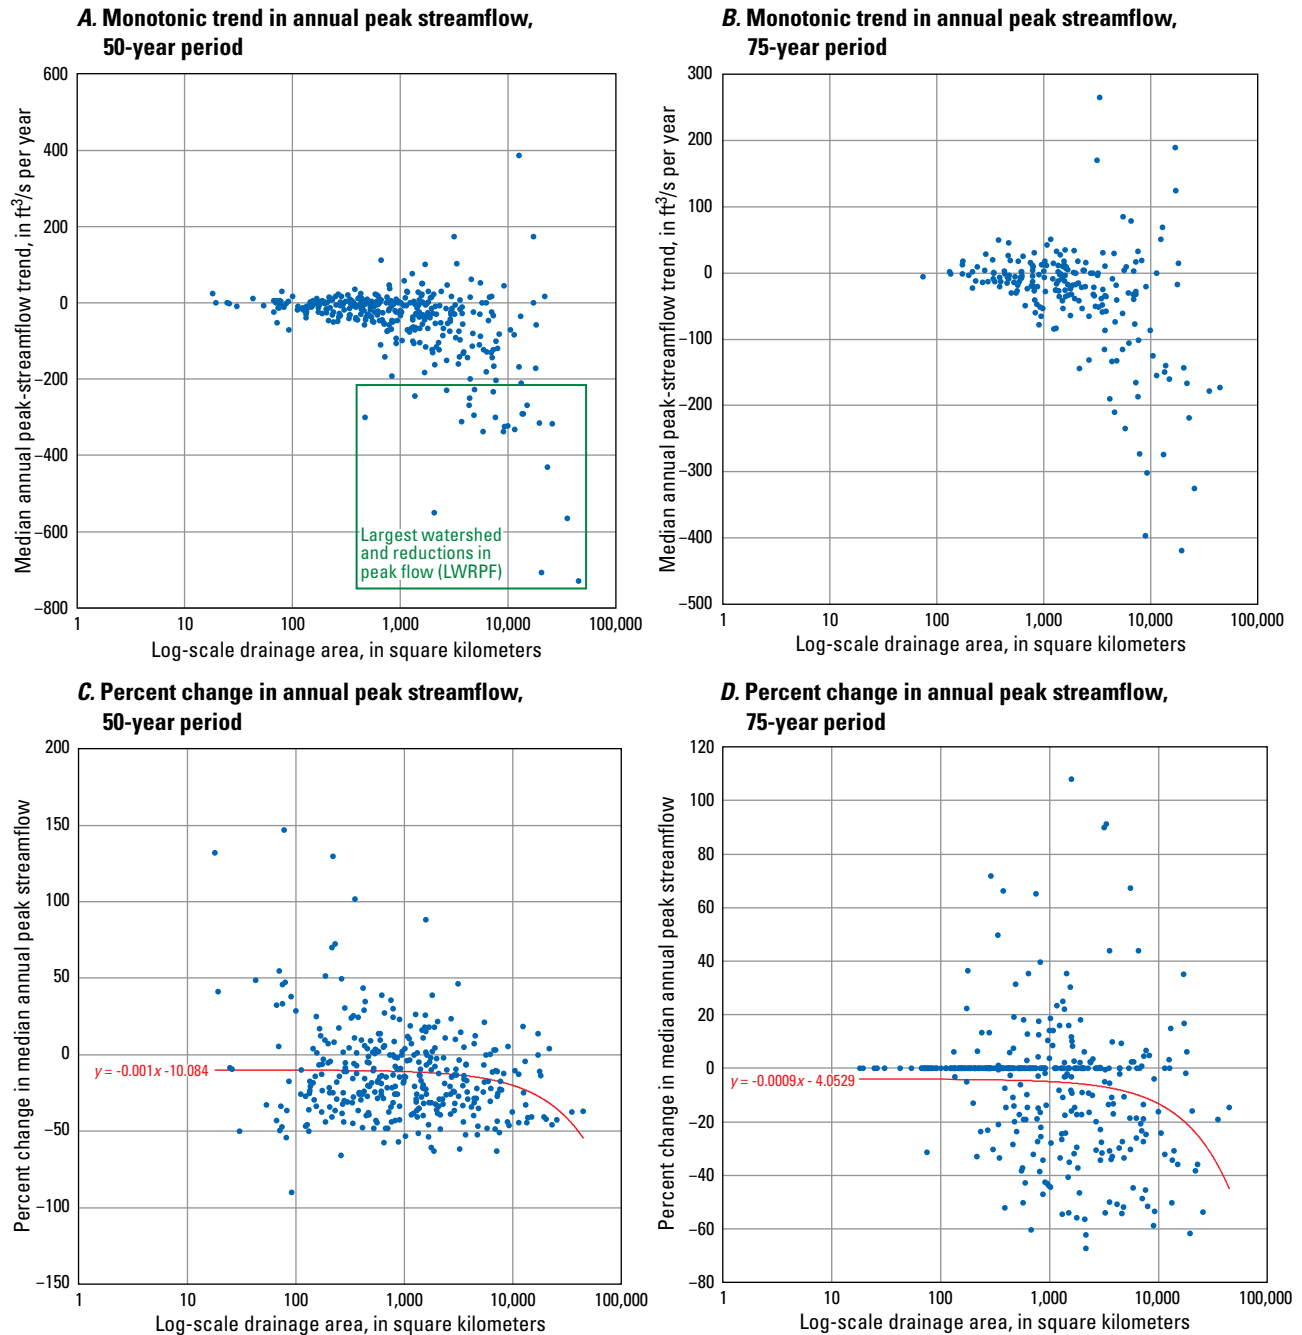 A. Monotonic trend in annual peak streamflow,
50-year period
Median annual peak-streamflow trend, in ft³/s per year
600
400
200
0
−200
−400
−600
−800
Largest watershed
and reductions in
peak flow (LWRPF)
1
10
100
1,000
10,000
100,000
Log-scale drainage area, in square kilometers
B. Monotonic trend in annual peak streamflow,
75-year period
Median annual peak-streamflow trend, in ft³/s per year
300
200
100
0
−100
−200
−300
−400
−500
1
10
100
1,000
10,000
100,000
Log-scale drainage area, in square kilometers
C. Percent change in annual peak streamflow,
50-year period
Percent change in median annual peak streamflow
200
150
100
50
0
−50
−100
−150
y = -0.001x -10.084
1
10
100
1,000
10,000
100,000
Log-scale drainage area, in square kilometers
D. Percent change in annual peak streamflow,
75-year period
Percent change in median annual peak streamflow
120
100
80
60
40
20
0
−20
−40
−60
−80
y = -0.0009x - 4.0529
1
10
100
1,000
10,000
100,000
Log-scale drainage area, in square kilometers